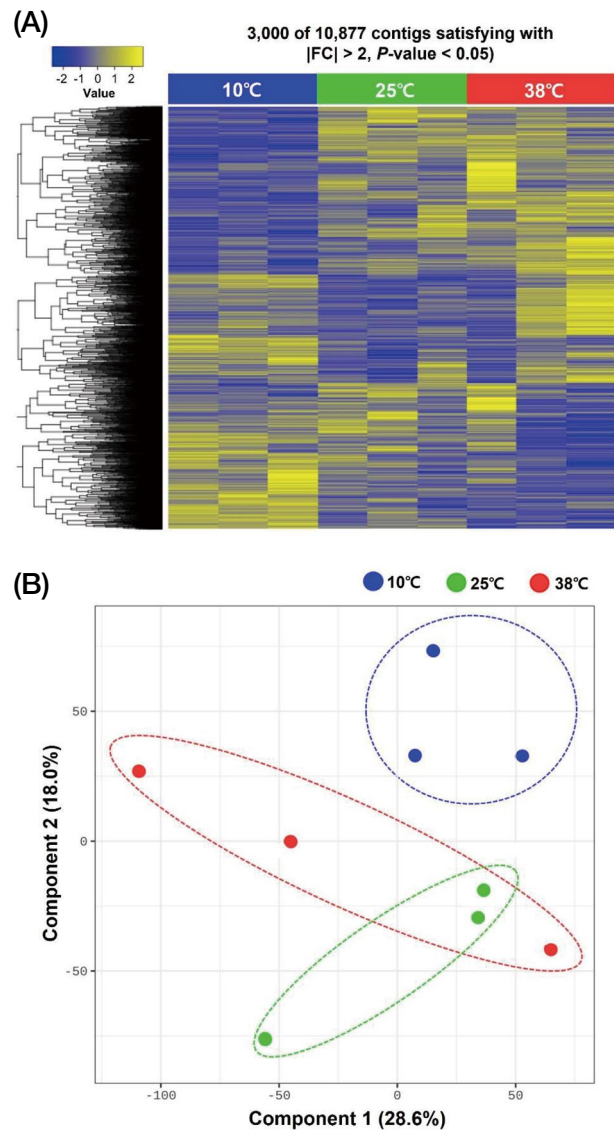 (A)
3,000 of 10,877 contigs satisfying with
|FC| > 2, P-value < 0.05)
-2 -1 0 1 2
Value
10℃ 25℃ 38℃
(B)
10℃ 25℃ 38℃
50
0
-50
Component 2 (18.0%)
-100 -50 0 50
Component 1 (28.6%)